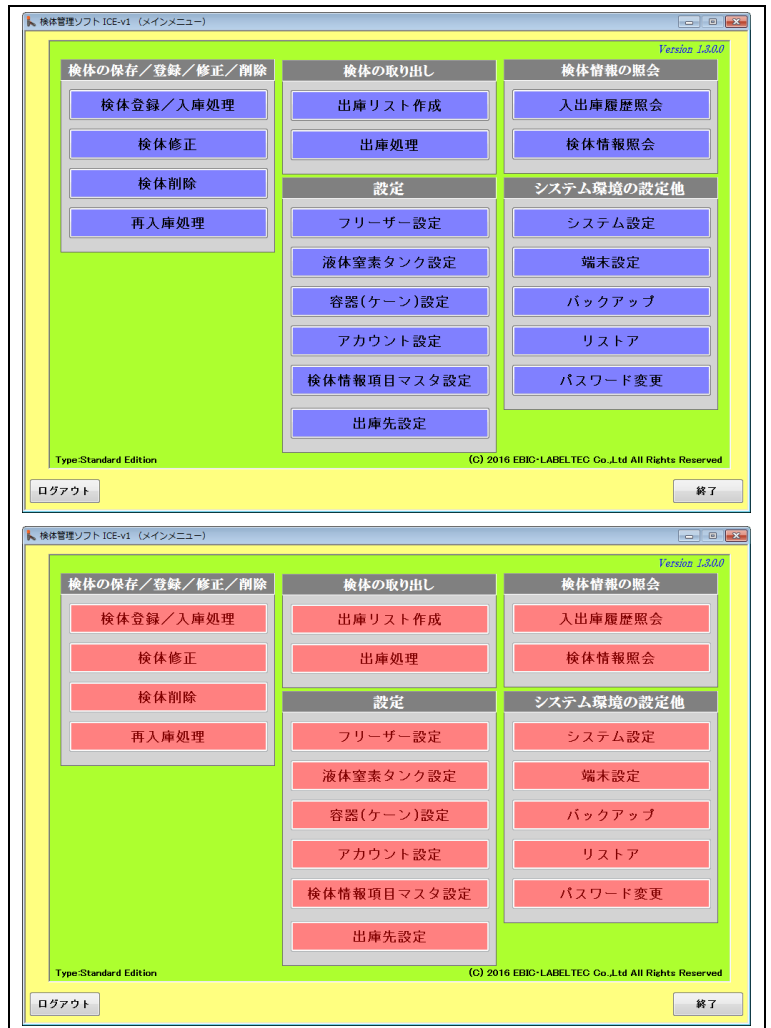 検体管理ソフト ICE-v1 （メインメニュー）
Version 1.3.0.0
検体の保存／登録／修正／削除
検体登録／入庫処理
検体修正
検体削除
再入庫処理
検体の取り出し
出庫リスト作成
出庫処理
設定
フリーザー設定
液体窒素タンク設定
容器(ケーン)設定
アカウント設定
検体情報項目マスタ設定
出庫先設定
検体情報の照会
入出庫履歴照会
検体情報照会
システム環境の設定他
システム設定
端末設定
バックアップ
リストア
パスワード変更
Type:Standard Edition
(C) 2016 EBIC・LABELTEC Co.,Ltd All Rights Reserved
ログアウト
終了
検体管理ソフト ICE-v1 （メインメニュー）
Version 1.3.0.0
検体の保存／登録／修正／削除
検体登録／入庫処理
検体修正
検体削除
再入庫処理
検体の取り出し
出庫リスト作成
出庫処理
設定
フリーザー設定
液体窒素タンク設定
容器(ケーン)設定
アカウント設定
検体情報項目マスタ設定
出庫先設定
検体情報の照会
入出庫履歴照会
検体情報照会
システム環境の設定他
システム設定
端末設定
バックアップ
リストア
パスワード変更
Type:Standard Edition
(C) 2016 EBIC・LABELTEC Co.,Ltd All Rights Reserved
ログアウト
終了